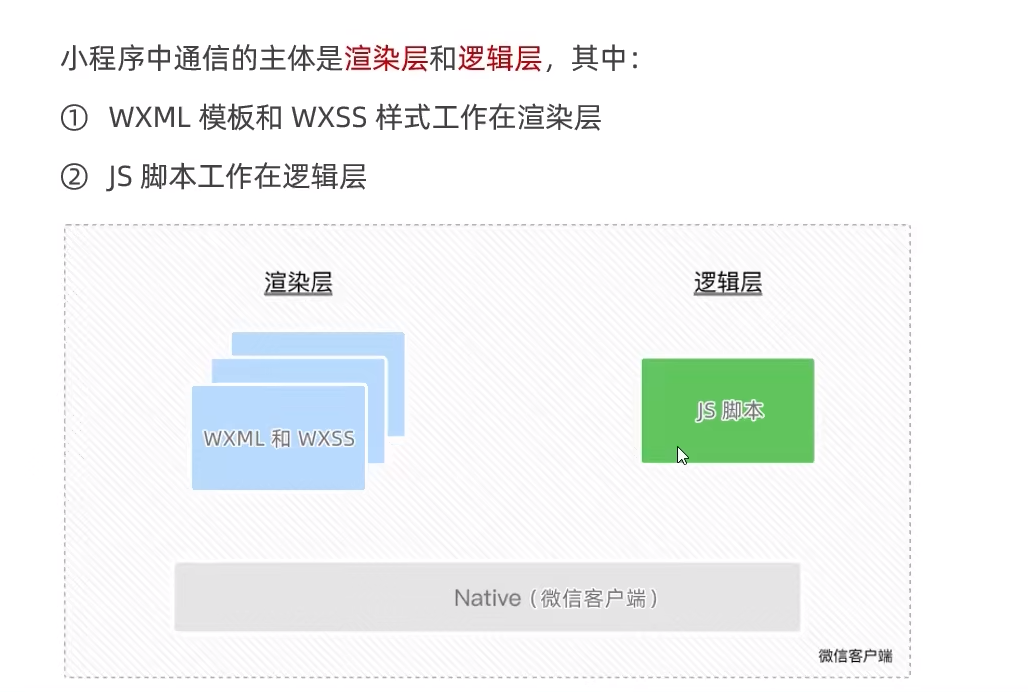 小程序中通信的主体是渲染层和逻辑层，其中：
① WXML 模板和 WXSS 样式工作在渲染层
② JS 脚本工作在逻辑层
渲染层
逻辑层
JS 脚本
WXML 和 WXSS
Native（微信客户端）
微信客户端